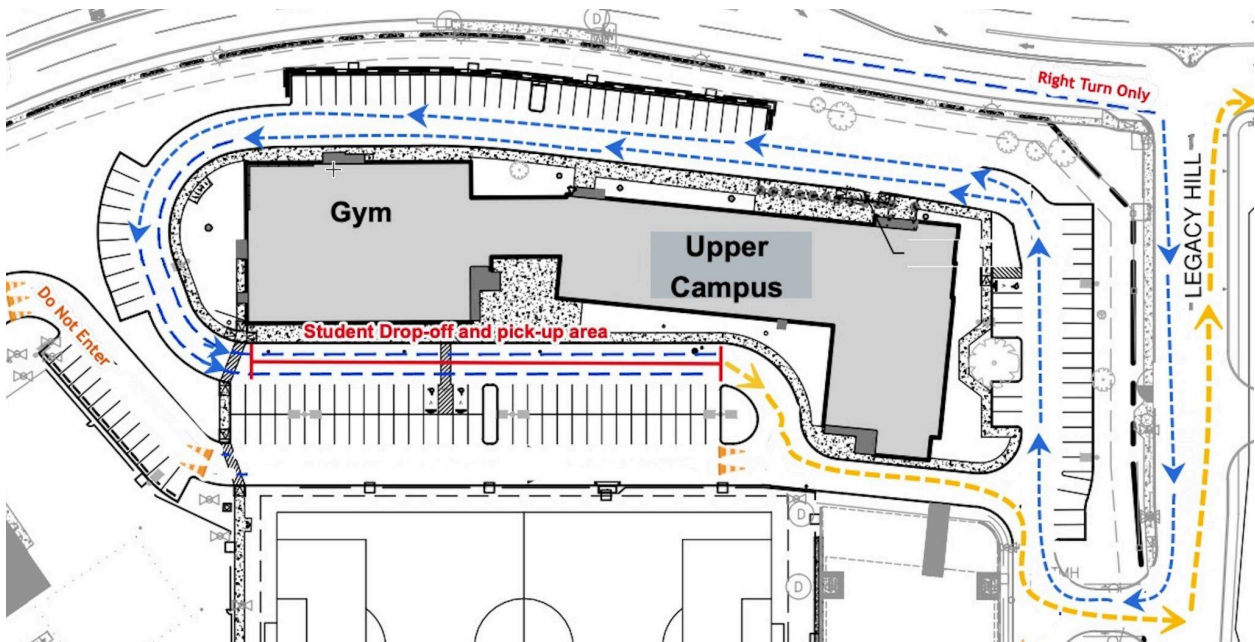 D
D
Right Turn Only
LEGACY HILL
Gym
Upper
Campus
Do Not Enter
Student Drop-off and pick-up area
D
D